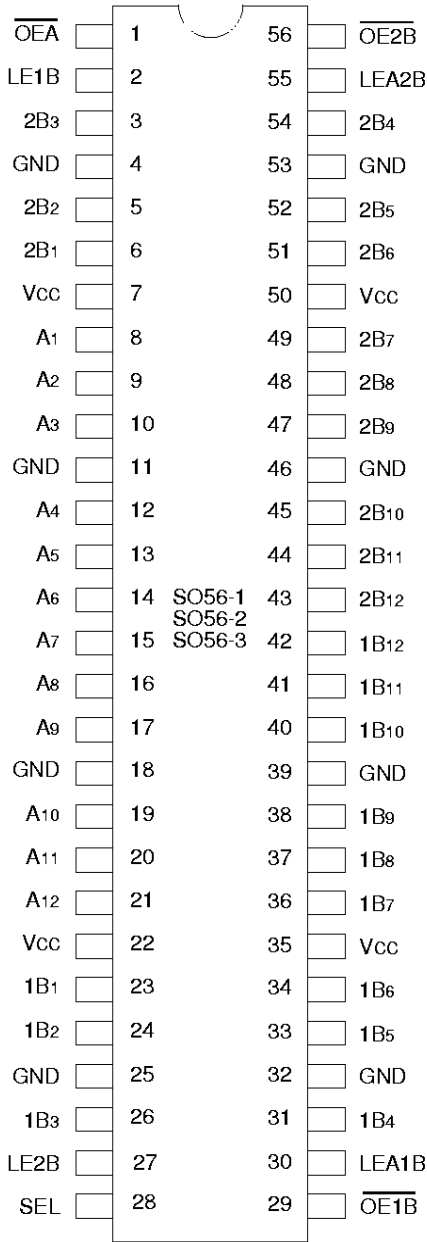 OEA 1 56 OE2B
LE1B 2 55 LEA2B
2B3 3 54 2B4
GND 4 53 GND
2B2 5 52 2B5
2B1 6 51 2B6
VCC 7 50 VCC
A1 8 49 2B7
A2 9 48 2B8
A3 10 47 2B9
GND 11 46 GND
A4 12 45 2B10
A5 13 44 2B11
A6 14 SO56-1 43 2B12
SO56-2
A7 15 SO56-3 42 1B12
A8 16 41 1B11
A9 17 40 1B10
GND 18 39 GND
A10 19 38 1B9
A11 20 37 1B8
A12 21 36 1B7
VCC 22 35 VCC
1B1 23 34 1B6
1B2 24 33 1B5
GND 25 32 GND
1B3 26 31 1B4
LE2B 27 30 LEA1B
SEL 28 29 OE1B